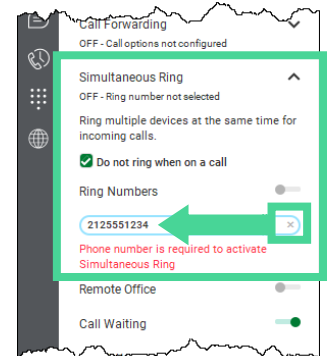 Call Forwarding
OFF - Call options not configured
Simultaneous Ring
OFF - Ring number not selected
Ring multiple devices at the same time for
incoming calls.
Do not ring when on a call
Ring Numbers
2125551234
Phone number is required to activate
Simultaneous Ring
Remote Office
Call Waiting